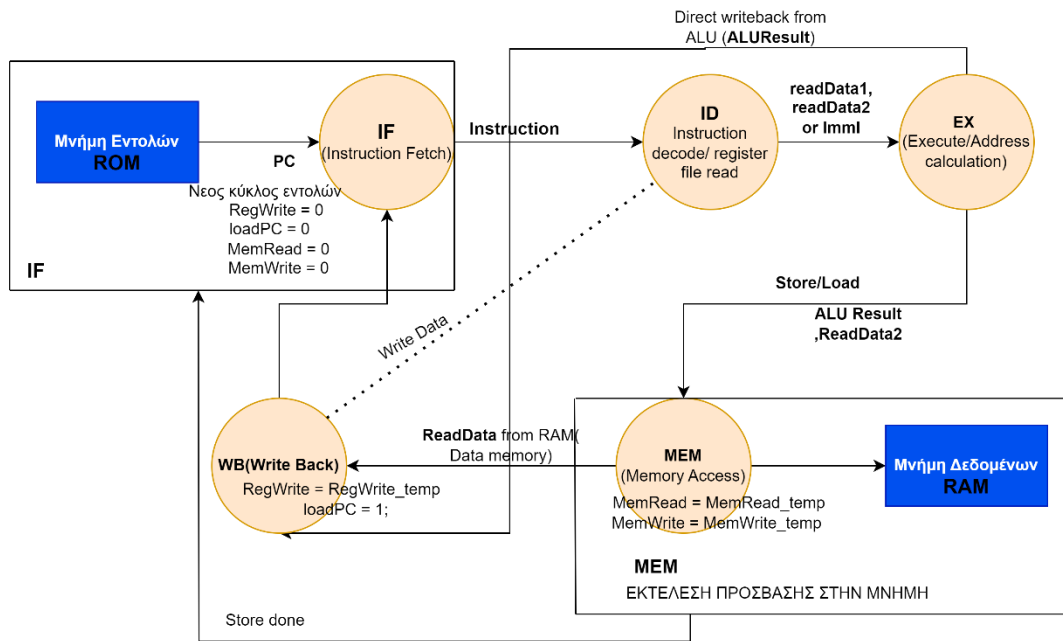 Direct writeback from
ALU (ALUResult)
Μνήμη Εντολών
ROM
PC
IF
(Instruction Fetch)
Instruction
ID
Instruction
decode/ register
file read
readData1,
readData2
or ImmI
EX
(Execute/Address
calculation)
Νεος κύκλος εντολών
RegWrite = 0
loadPC = 0
MemRead = 0
MemWrite = 0
IF
Store/Load
ALU Result
,ReadData2
Write Data
WB(Write Back)
RegWrite = RegWrite_temp
loadPC = 1;
ReadData from RAM(
Data memory)
MEM
(Memory Access)
MemRead = MemRead_temp
MemWrite = MemWrite_temp
Μνήμη Δεδομένων
RAM
MEM
ΕΚΤΕΛΕΣΗ ΠΡΟΣΒΑΣΗΣ ΣΤΗΝ ΜΝΗΜΗ
Store done